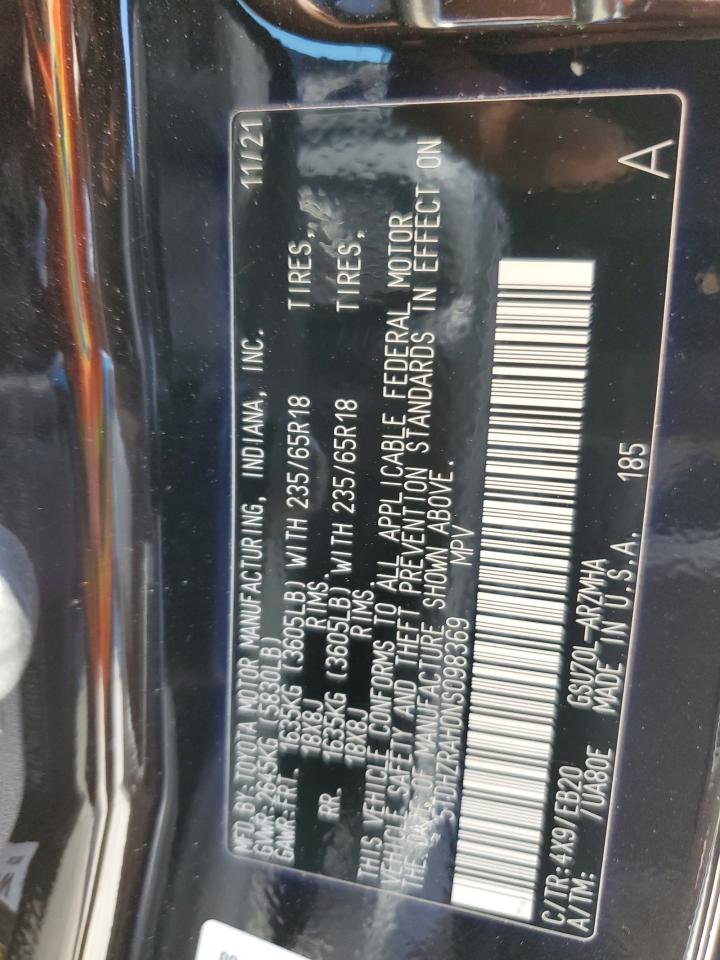 MFD. BY: TOYOTA MOTOR MANUFACTURING, INDIANA, INC. 11/21
GVWR: 2645KG (5830LB)
GAWR: FRT. 1635KG (3605LB) WITH 235/65R18 TIRES,
18X8J RIMS.
RR. 1635KG (3605LB) WITH 235/65R18 TIRES,
18X8J RIMS.
THIS VEHICLE CONFORMS TO ALL APPLICABLE FEDERAL MOTOR
VEHICLE SAFETY AND THEFT PREVENTION STANDARDS IN EFFECT ON
THE DATE OF MANUFACTURE SHOWN ABOVE.
5TDHZRAH0NS098369 MPV
C/TR: 4X9/EB20 GSU70L-ARZMHA
A/TM: /UA80E MADE IN U.S.A. 185 A